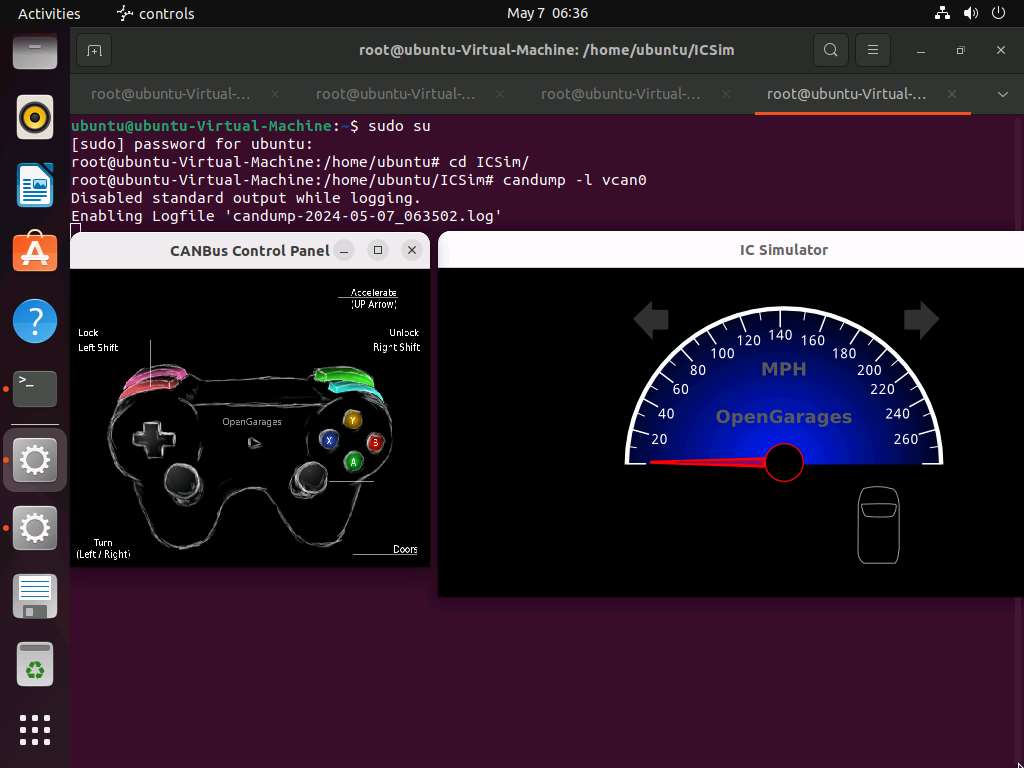 Activities
controls
May 7 06:36
root@ubuntu-Virtual-Machine: /home/ubuntu/ICSim
root@ubuntu-Virtual-...
root@ubuntu-Virtual-...
root@ubuntu-Virtual-...
root@ubuntu-Virtual-...
ubuntu@ubuntu-Virtual-Machine:~$ sudo su
[sudo] password for ubuntu:
root@ubuntu-Virtual-Machine:/home/ubuntu# cd ICSim/
root@ubuntu-Virtual-Machine:/home/ubuntu/ICSim# candump -l vcan0
Disabled standard output while logging.
Enabling Logfile 'candump-2024-05-07_063502.log'
CANBus Control Panel
Accelerate
(UP Arrow)
Lock
Left Shift
Unlock
Right Shift
OpenGarages
Y
X
B
A
Turn
(Left / Right)
Doors
IC Simulator
20
40
60
80
100
120
140
160
180
200
220
240
260
MPH
OpenGarages